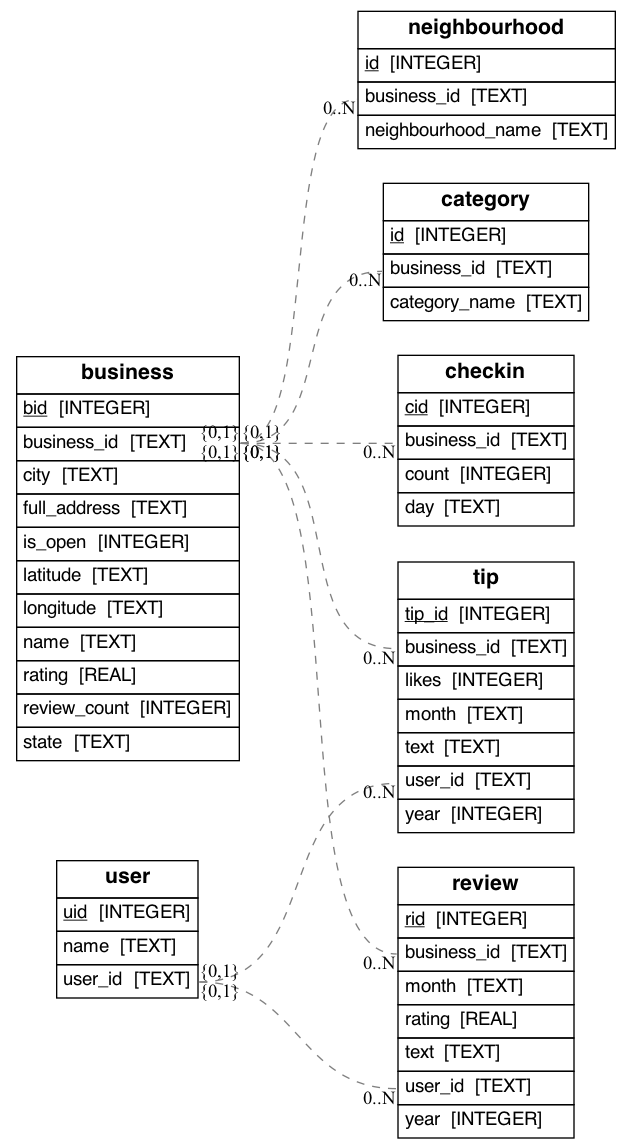 neighbourhood
id [INTEGER]
business_id [TEXT]
0..N
neighbourhood_name [TEXT]
category
id [INTEGER]
business_id [TEXT]
0..N
category_name [TEXT]
business
bid [INTEGER]
business_id [TEXT]
{0,1} {0,1}
{0,1} {0,1}
city [TEXT]
full_address [TEXT]
is_open [INTEGER]
latitude [TEXT]
longitude [TEXT]
name [TEXT]
rating [REAL]
review_count [INTEGER]
state [TEXT]
checkin
cid [INTEGER]
business_id [TEXT]
0..N
count [INTEGER]
day [TEXT]
tip
tip_id [INTEGER]
business_id [TEXT]
0..N
likes [INTEGER]
month [TEXT]
text [TEXT]
user_id [TEXT]
0..N
year [INTEGER]
user
uid [INTEGER]
name [TEXT]
user_id [TEXT]
{0,1}
{0,1}
review
rid [INTEGER]
business_id [TEXT]
0..N
month [TEXT]
rating [REAL]
text [TEXT]
user_id [TEXT]
0..N
year [INTEGER]